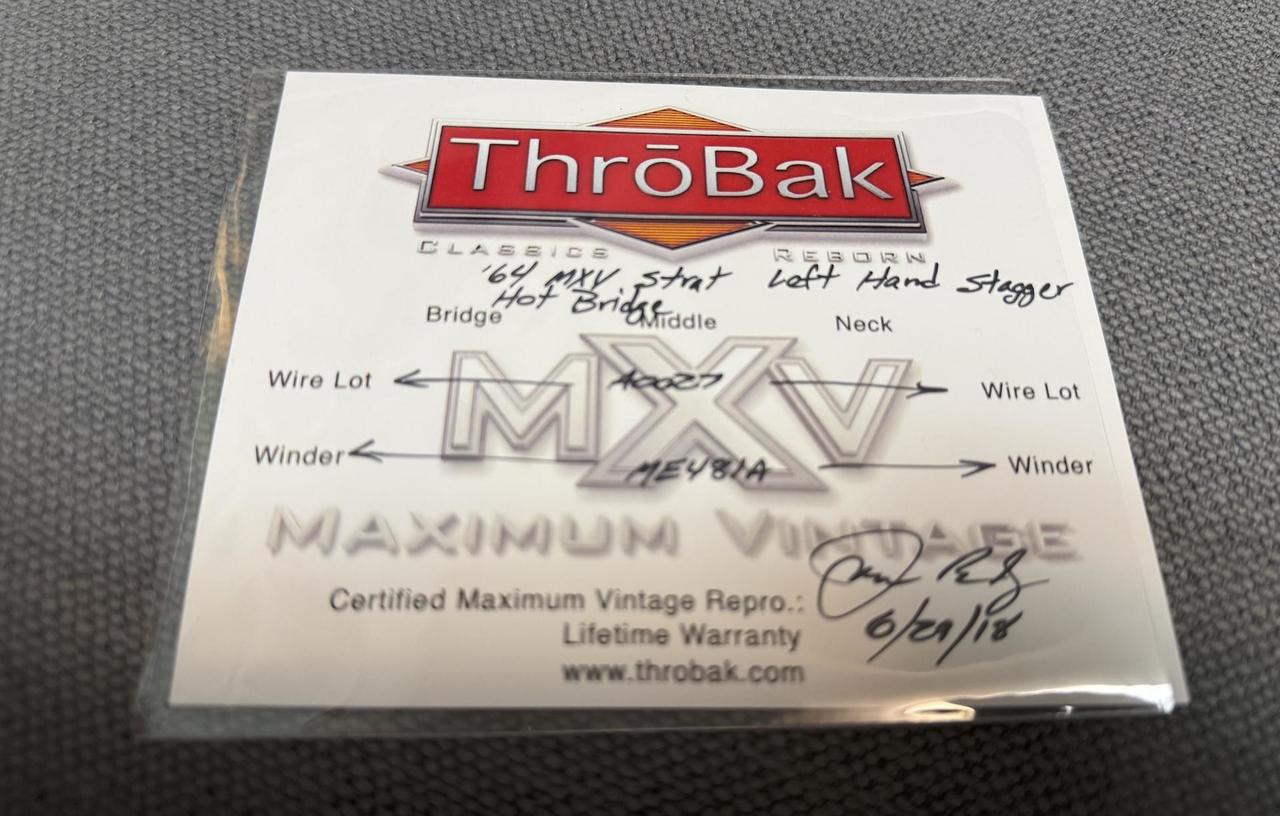 ThrōBak
CLASSICS REBORN
'64 MXV Strat Left Hand Stagger
Hot Bridge
Bridge Middle Neck
Wire Lot A0027 Wire Lot
MXV
Winder ME481A Winder
MAXIMUM VINTAGE
Certified Maximum Vintage Repro.:
Lifetime Warranty 6/29/18
www.throbak.com